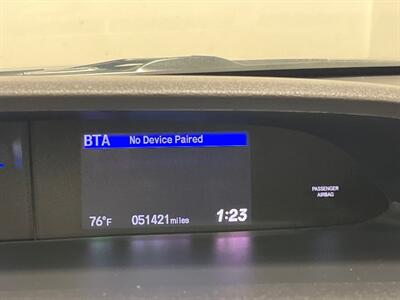 BTA No Device Paired
PASSENGER
AIRBAG
76°F 051421 miles 1:23